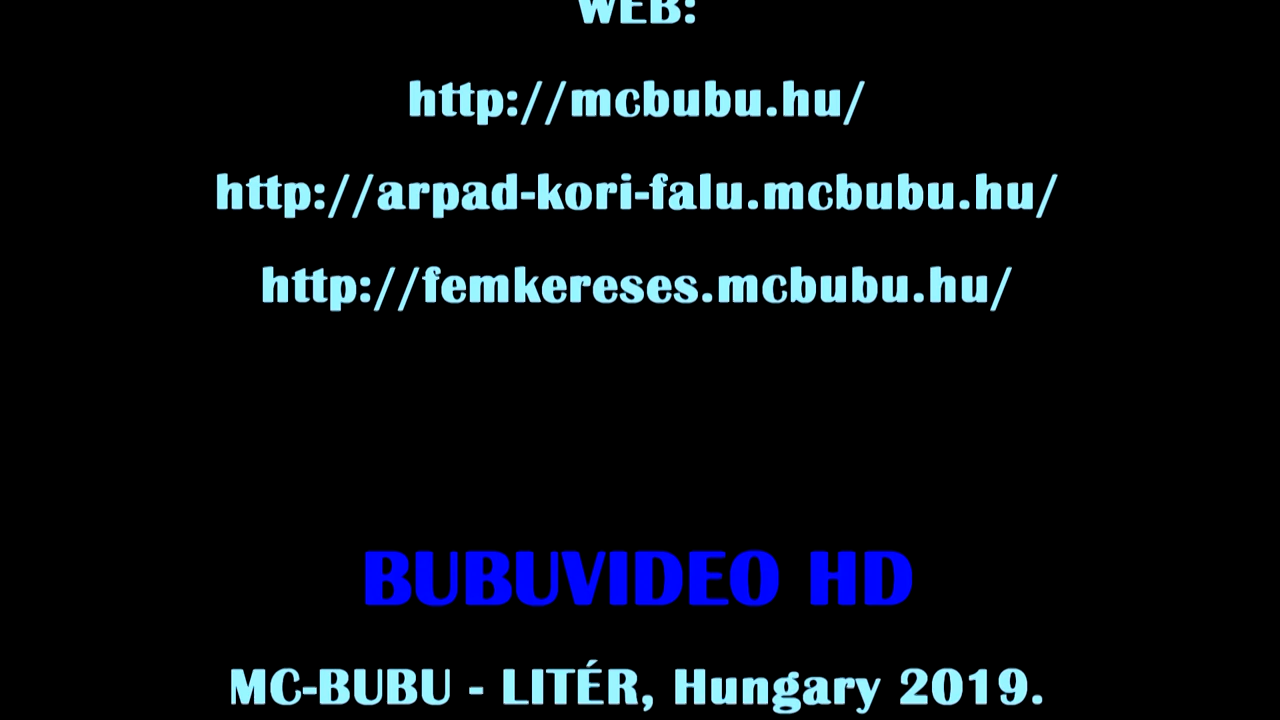 WEB:
http://mcbubu.hu/
http://arpad-kori-falu.mcbubu.hu/
http://femkereses.mcbubu.hu/
BUBUVIDEO HD
MC-BUBU - LITÉR, Hungary 2019.